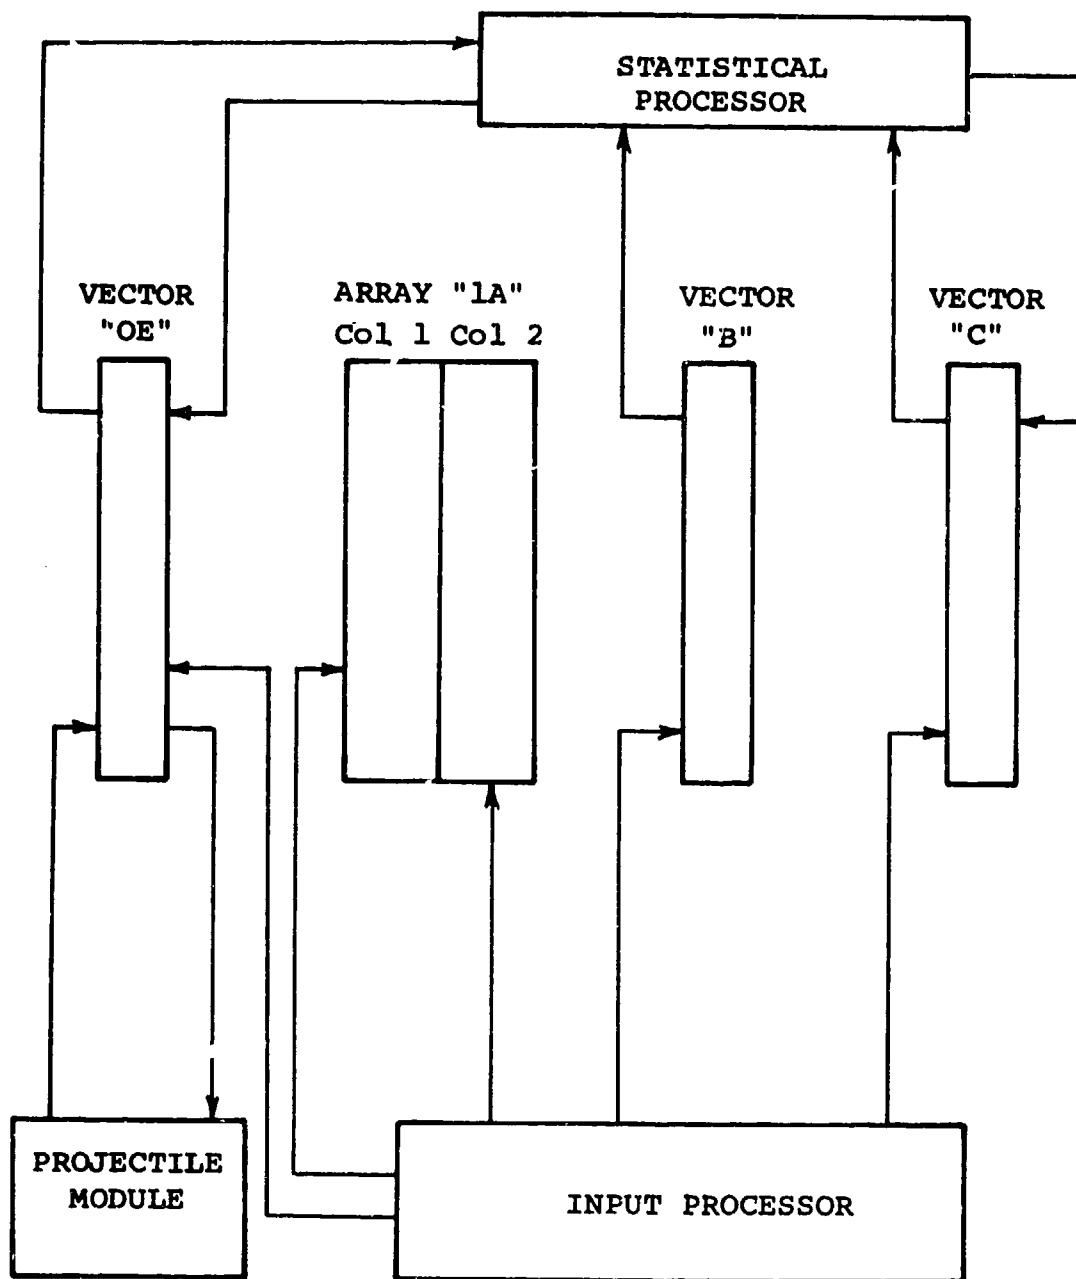 STATISTICAL
PROCESSOR
VECTOR
"OE"
ARRAY "1A"
Col 1 Col 2
VECTOR
"B"
VECTOR
"C"
PROJECTILE
MODULE
INPUT PROCESSOR